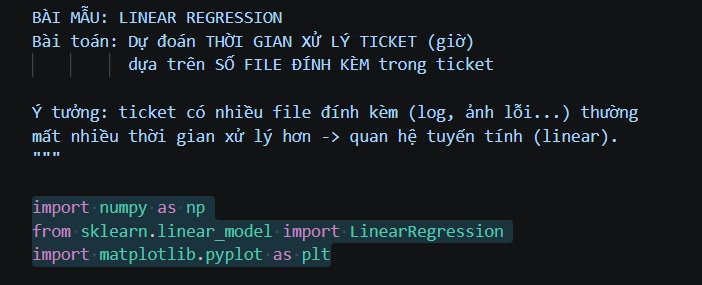 BÀI MẪU: LINEAR REGRESSION
Bài toán: Dự đoán THỜI GIAN XỬ LÝ TICKET (giờ)
dựa trên SỐ FILE ĐÍNH KÈM trong ticket
Ý tưởng: ticket có nhiều file đính kèm (log, ảnh lỗi...) thường
mất nhiều thời gian xử lý hơn -> quan hệ tuyến tính (linear).
"""
import numpy as np
from sklearn.linear_model import LinearRegression
import matplotlib.pyplot as plt